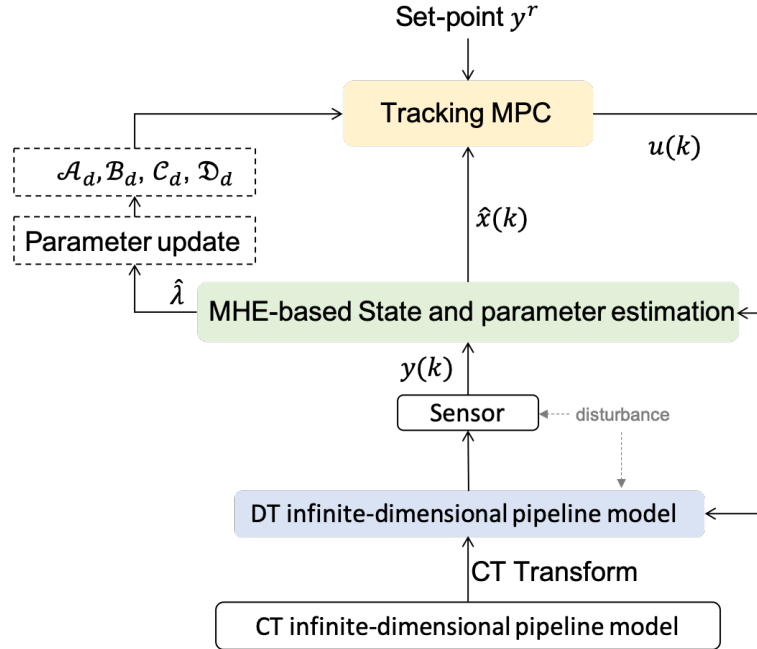 Set-point yʳ
Tracking MPC
u(k)
𝒜_d, ℬ_d, 𝒞_d, 𝔇_d
x̂(k)
Parameter update
λ̂
MHE-based State and parameter estimation
y(k)
Sensor
disturbance
DT infinite-dimensional pipeline model
CT Transform
CT infinite-dimensional pipeline model